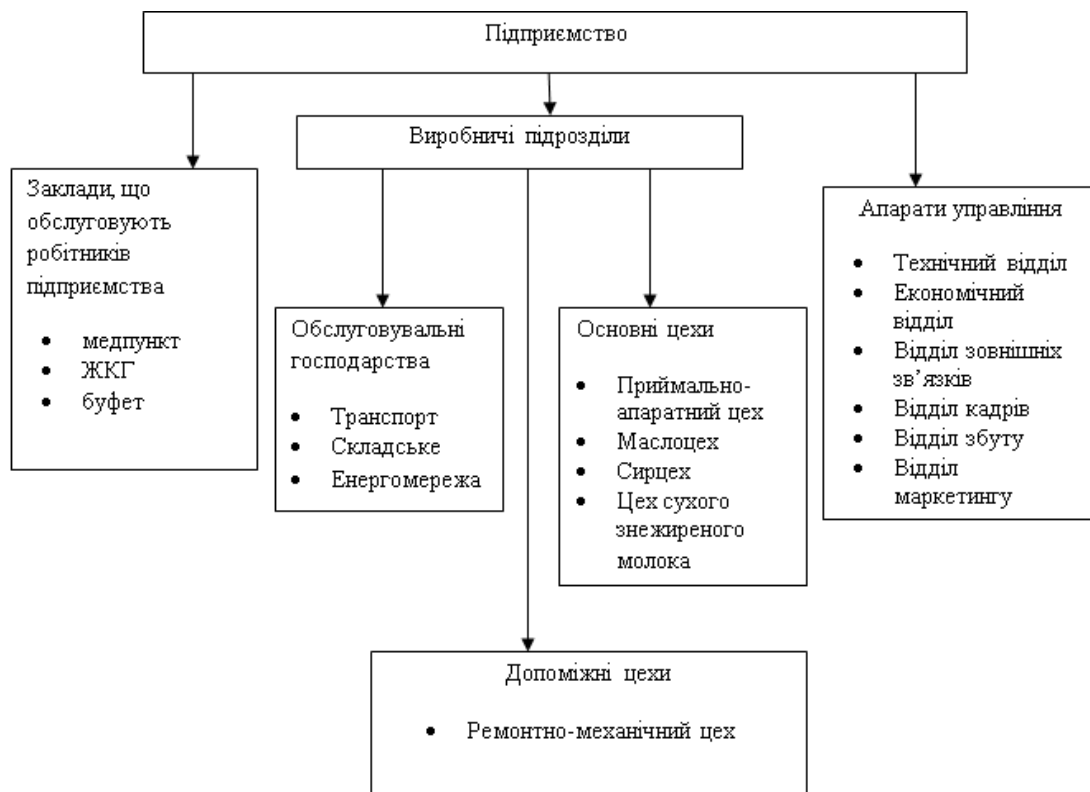 Підприємство
Виробничі підрозділи
Заклади, що
обслуговують
робітників
підприємства
• медпункт
• ЖКГ
• буфет
Обслуговувальні
господарства
• Транспорт
• Складське
• Енергомережа
Основні цехи
• Приймально-
апаратний цех
• Маслоцех
• Сирцех
• Цех сухого
знежиреного
молока
Апарати управління
• Технічний відділ
• Економічний
відділ
• Відділ зовнішніх
зв’язків
• Відділ кадрів
• Відділ збуту
• Відділ
маркетингу
Допоміжні цехи
• Ремонтно-механічний цех